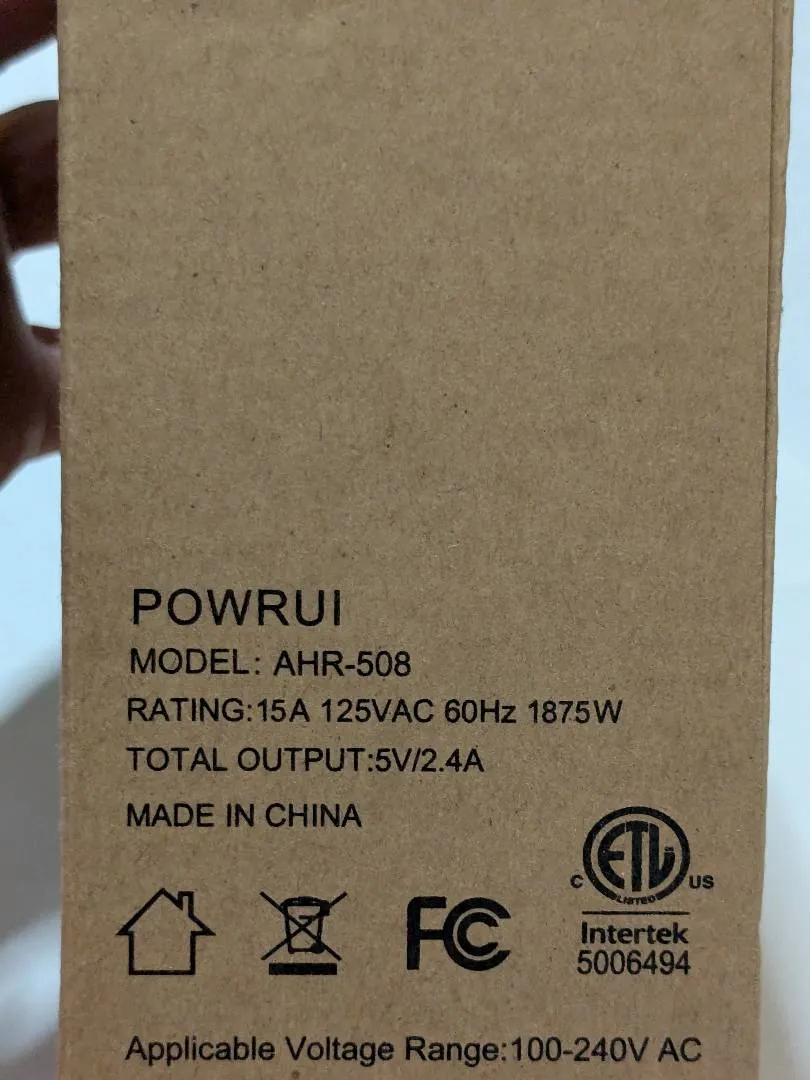 POWRUI
MODEL: AHR-508
RATING:15A 125VAC 60Hz 1875W
TOTAL OUTPUT:5V/2.4A
MADE IN CHINA
FC
C ETL US
LISTED
Intertek
5006494
Applicable Voltage Range:100-240V AC